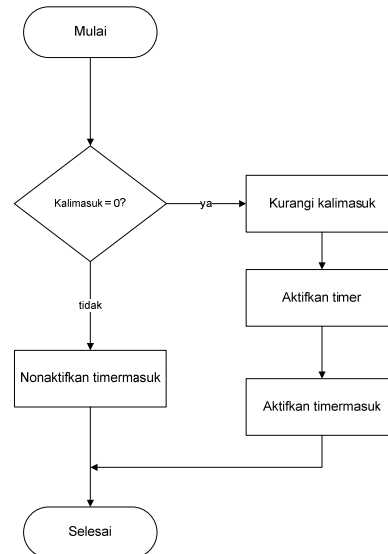 Mulai
Kalimasuk = 0?
ya
Kurangi kalimasuk
Aktifkan timer
tidak
Nonaktifkan timermasuk
Aktifkan timermasuk
Selesai